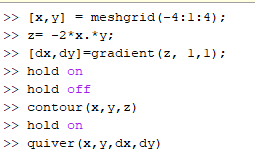 >> [x,y] = meshgrid(-4:1:4);
>> z= -2*x.*y;
>> [dx,dy]=gradient(z, 1,1);
>> hold on
>> hold off
>> contour(x,y,z)
>> hold on
>> quiver(x,y,dx,dy)